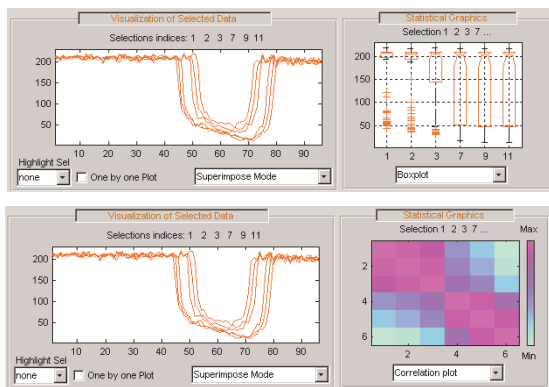 Visualization of Selected Data
Selections indices: 1 2 3 7 9 11
200
150
100
50
10 20 30 40 50 60 70 80 90
Highlight Sel
none
One by one Plot
Superimpose Mode
Statistical Graphics
Selection 1 2 3 7 ...
200
150
100
50
1 2 3 7 9 11
Boxplot
Visualization of Selected Data
Selections indices: 1 2 3 7 9 11
200
150
100
50
10 20 30 40 50 60 70 80 90
Highlight Sel
none
One by one Plot
Superimpose Mode
Statistical Graphics
Selection 1 2 3 7 ...
Max
2
4
6
Min
2 4 6
Correlation plot